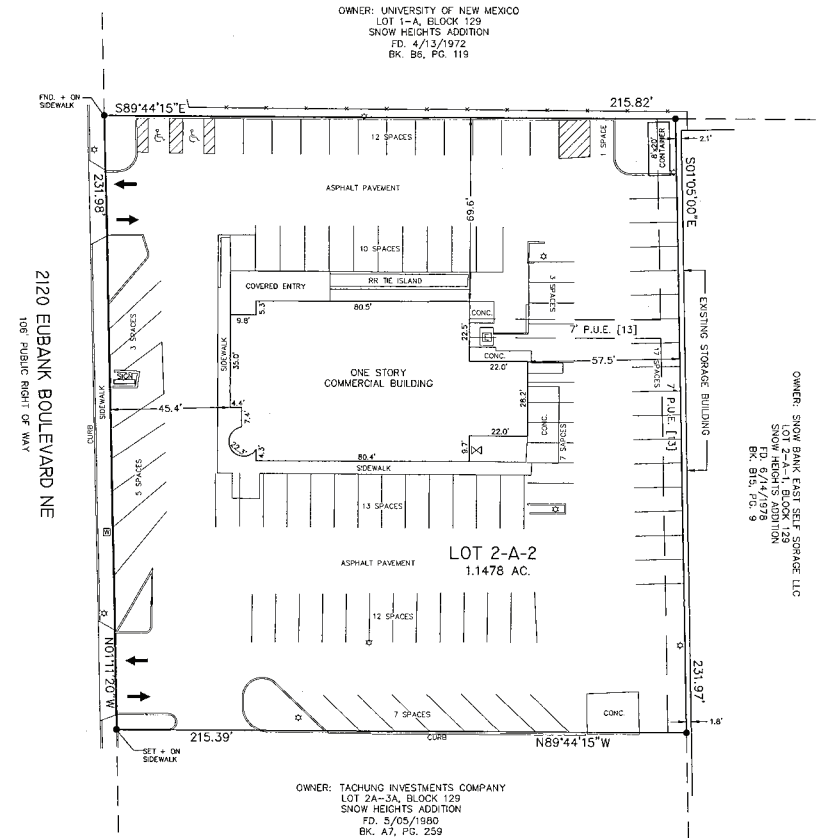 OWNER: UNIVERSITY OF NEW MEXICO
LOT 1-A, BLOCK 129
SNOW HEIGHTS ADDITION
FD. 4/13/1972
BK. B6, PG. 119
FND. + ON
SIDEWALK
S89°44'15"E
215.82'
12 SPACES
1 SPACE
8'x20'
CONTAINER
2.1'
S01°05'00"E
231.98'
ASPHALT PAVEMENT
69.6'
10 SPACES
3 SPACES
COVERED ENTRY
RR TIE ISLAND
5.3'
9.8'
80.5'
CONC.
22.5'
7' P.U.E. [13]
EXISTING STORAGE BUILDING
3 SPACES
SIDEWALK
35.0'
ONE STORY
COMMERCIAL BUILDING
E
CONC.
22.0'
57.5'
17 SPACES
7' P.U.E. [13]
2120 EUBANK BOULEVARD NE
106' PUBLIC RIGHT OF WAY
SIGN
SIDEWALK
CURB
45.4'
4.4'
7.4'
22.5'
4.3'
80.4'
28.2'
22.0'
9.7'
CONC.
7 SAPCES
SIDEWALK
OWNER: SNOW BANK EAST SELF SORAGE LLC
LOT 2-A-1, BLOCK 129
SNOW HEIGHTS ADDITION
FD. 6/14/1978
BK. B15, PG. 9
5 SPACES
13 SPACES
W
LOT 2-A-2
1.1478 AC.
ASPHALT PAVEMENT
12 SPACES
N01°11'20"W
231.97'
7 SPACES
CONC.
1.8'
215.39'
CURB
N89°44'15"W
SET + ON
SIDEWALK
OWNER: TACHUNG INVESTMENTS COMPANY
LOT 2A-3A, BLOCK 129
SNOW HEIGHTS ADDITION
FD. 5/05/1980
BK. A7, PG. 259